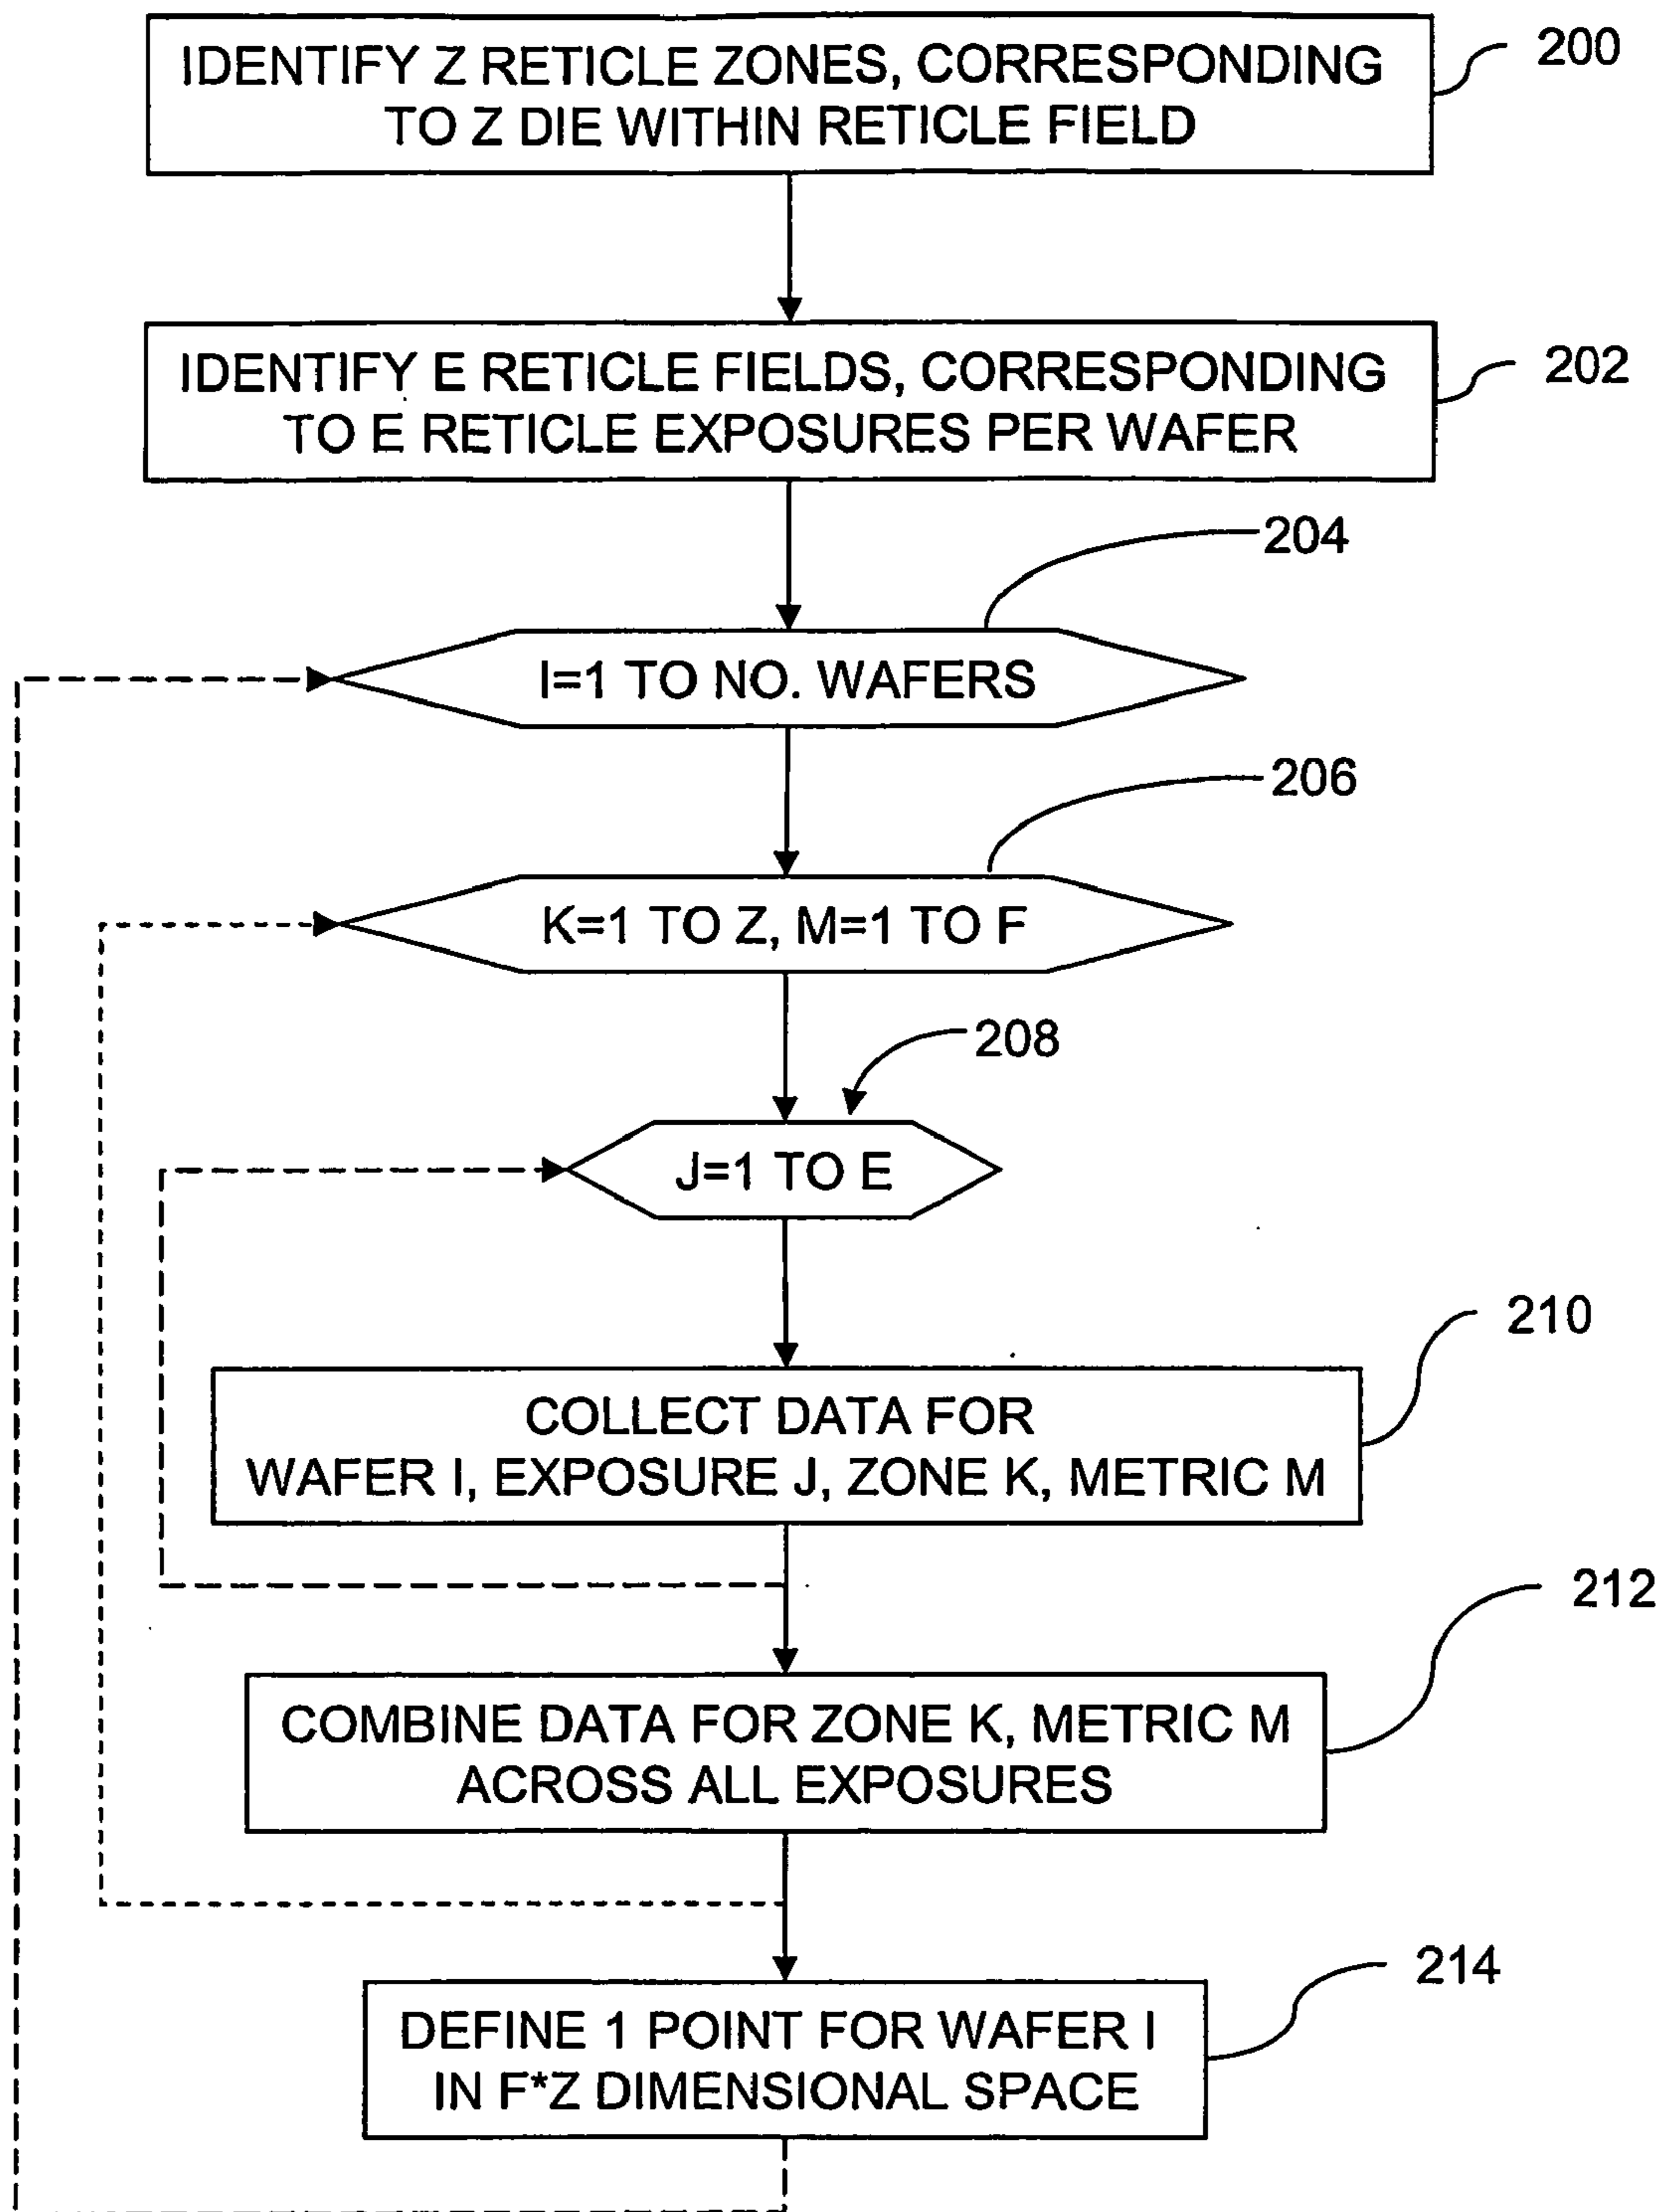 IDENTIFY Z RETICLE ZONES, CORRESPONDING
TO Z DIE WITHIN RETICLE FIELD
200
IDENTIFY E RETICLE FIELDS, CORRESPONDING
TO E RETICLE EXPOSURES PER WAFER
202
204
I=1 TO NO. WAFERS
206
K=1 TO Z, M=1 TO F
208
J=1 TO E
210
COLLECT DATA FOR
WAFER I, EXPOSURE J, ZONE K, METRIC M
212
COMBINE DATA FOR ZONE K, METRIC M
ACROSS ALL EXPOSURES
214
DEFINE 1 POINT FOR WAFER I
IN F*Z DIMENSIONAL SPACE